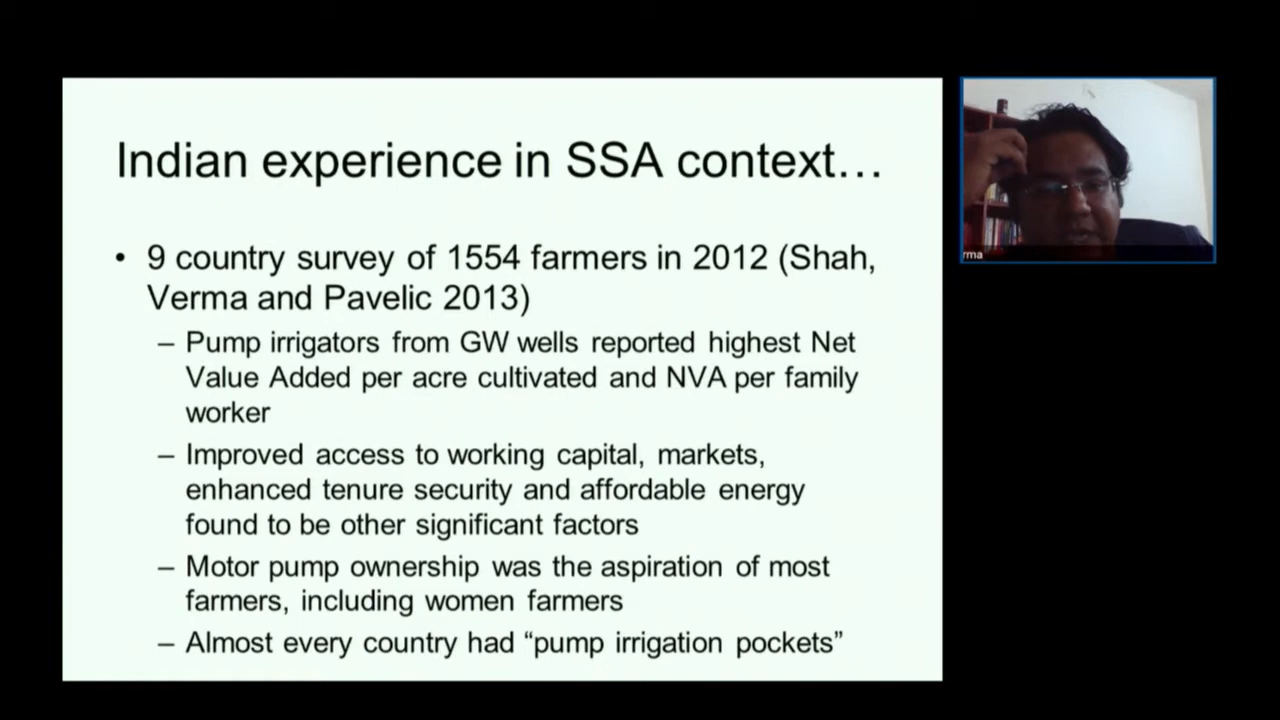 Indian experience in SSA context…
• 9 country survey of 1554 farmers in 2012 (Shah,
Verma and Pavelic 2013)
– Pump irrigators from GW wells reported highest Net
Value Added per acre cultivated and NVA per family
worker
– Improved access to working capital, markets,
enhanced tenure security and affordable energy
found to be other significant factors
– Motor pump ownership was the aspiration of most
farmers, including women farmers
– Almost every country had “pump irrigation pockets”
rma